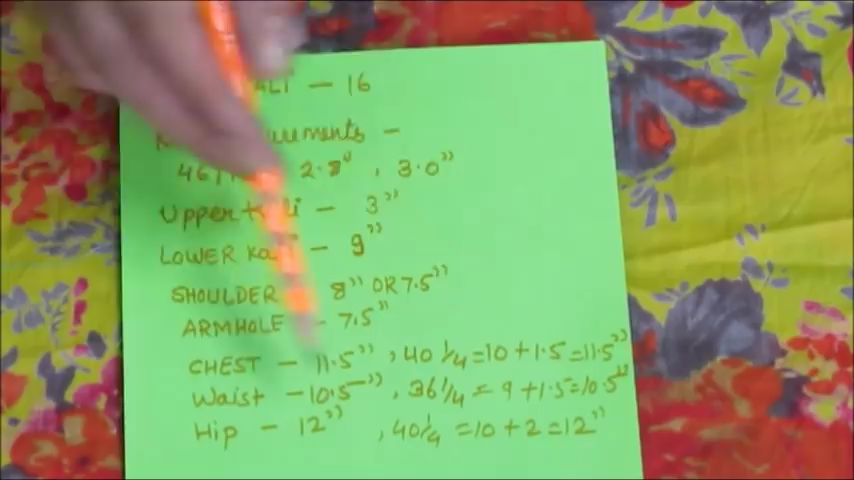 — 16
—
2.8" , 3.0"
Upper — 3"
LOWER — 9"
SHOULDER 8" OR 7.5"
ARMHOLE - 7.5"
CHEST - 11.5" , 40 1/4 = 10 + 1.5 = 11.5"
Waist - 10.5" , 36 1/4 = 9 + 1.5 = 10.5"
Hip - 12" , 40 1/4 = 10 + 2 = 12"